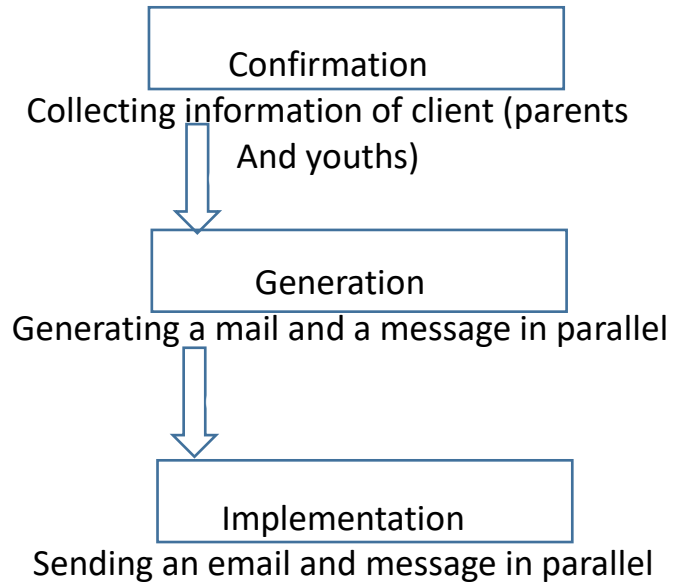 Confirmation
Collecting information of client (parents
And youths)
Generation
Generating a mail and a message in parallel
Implementation
Sending an email and message in parallel